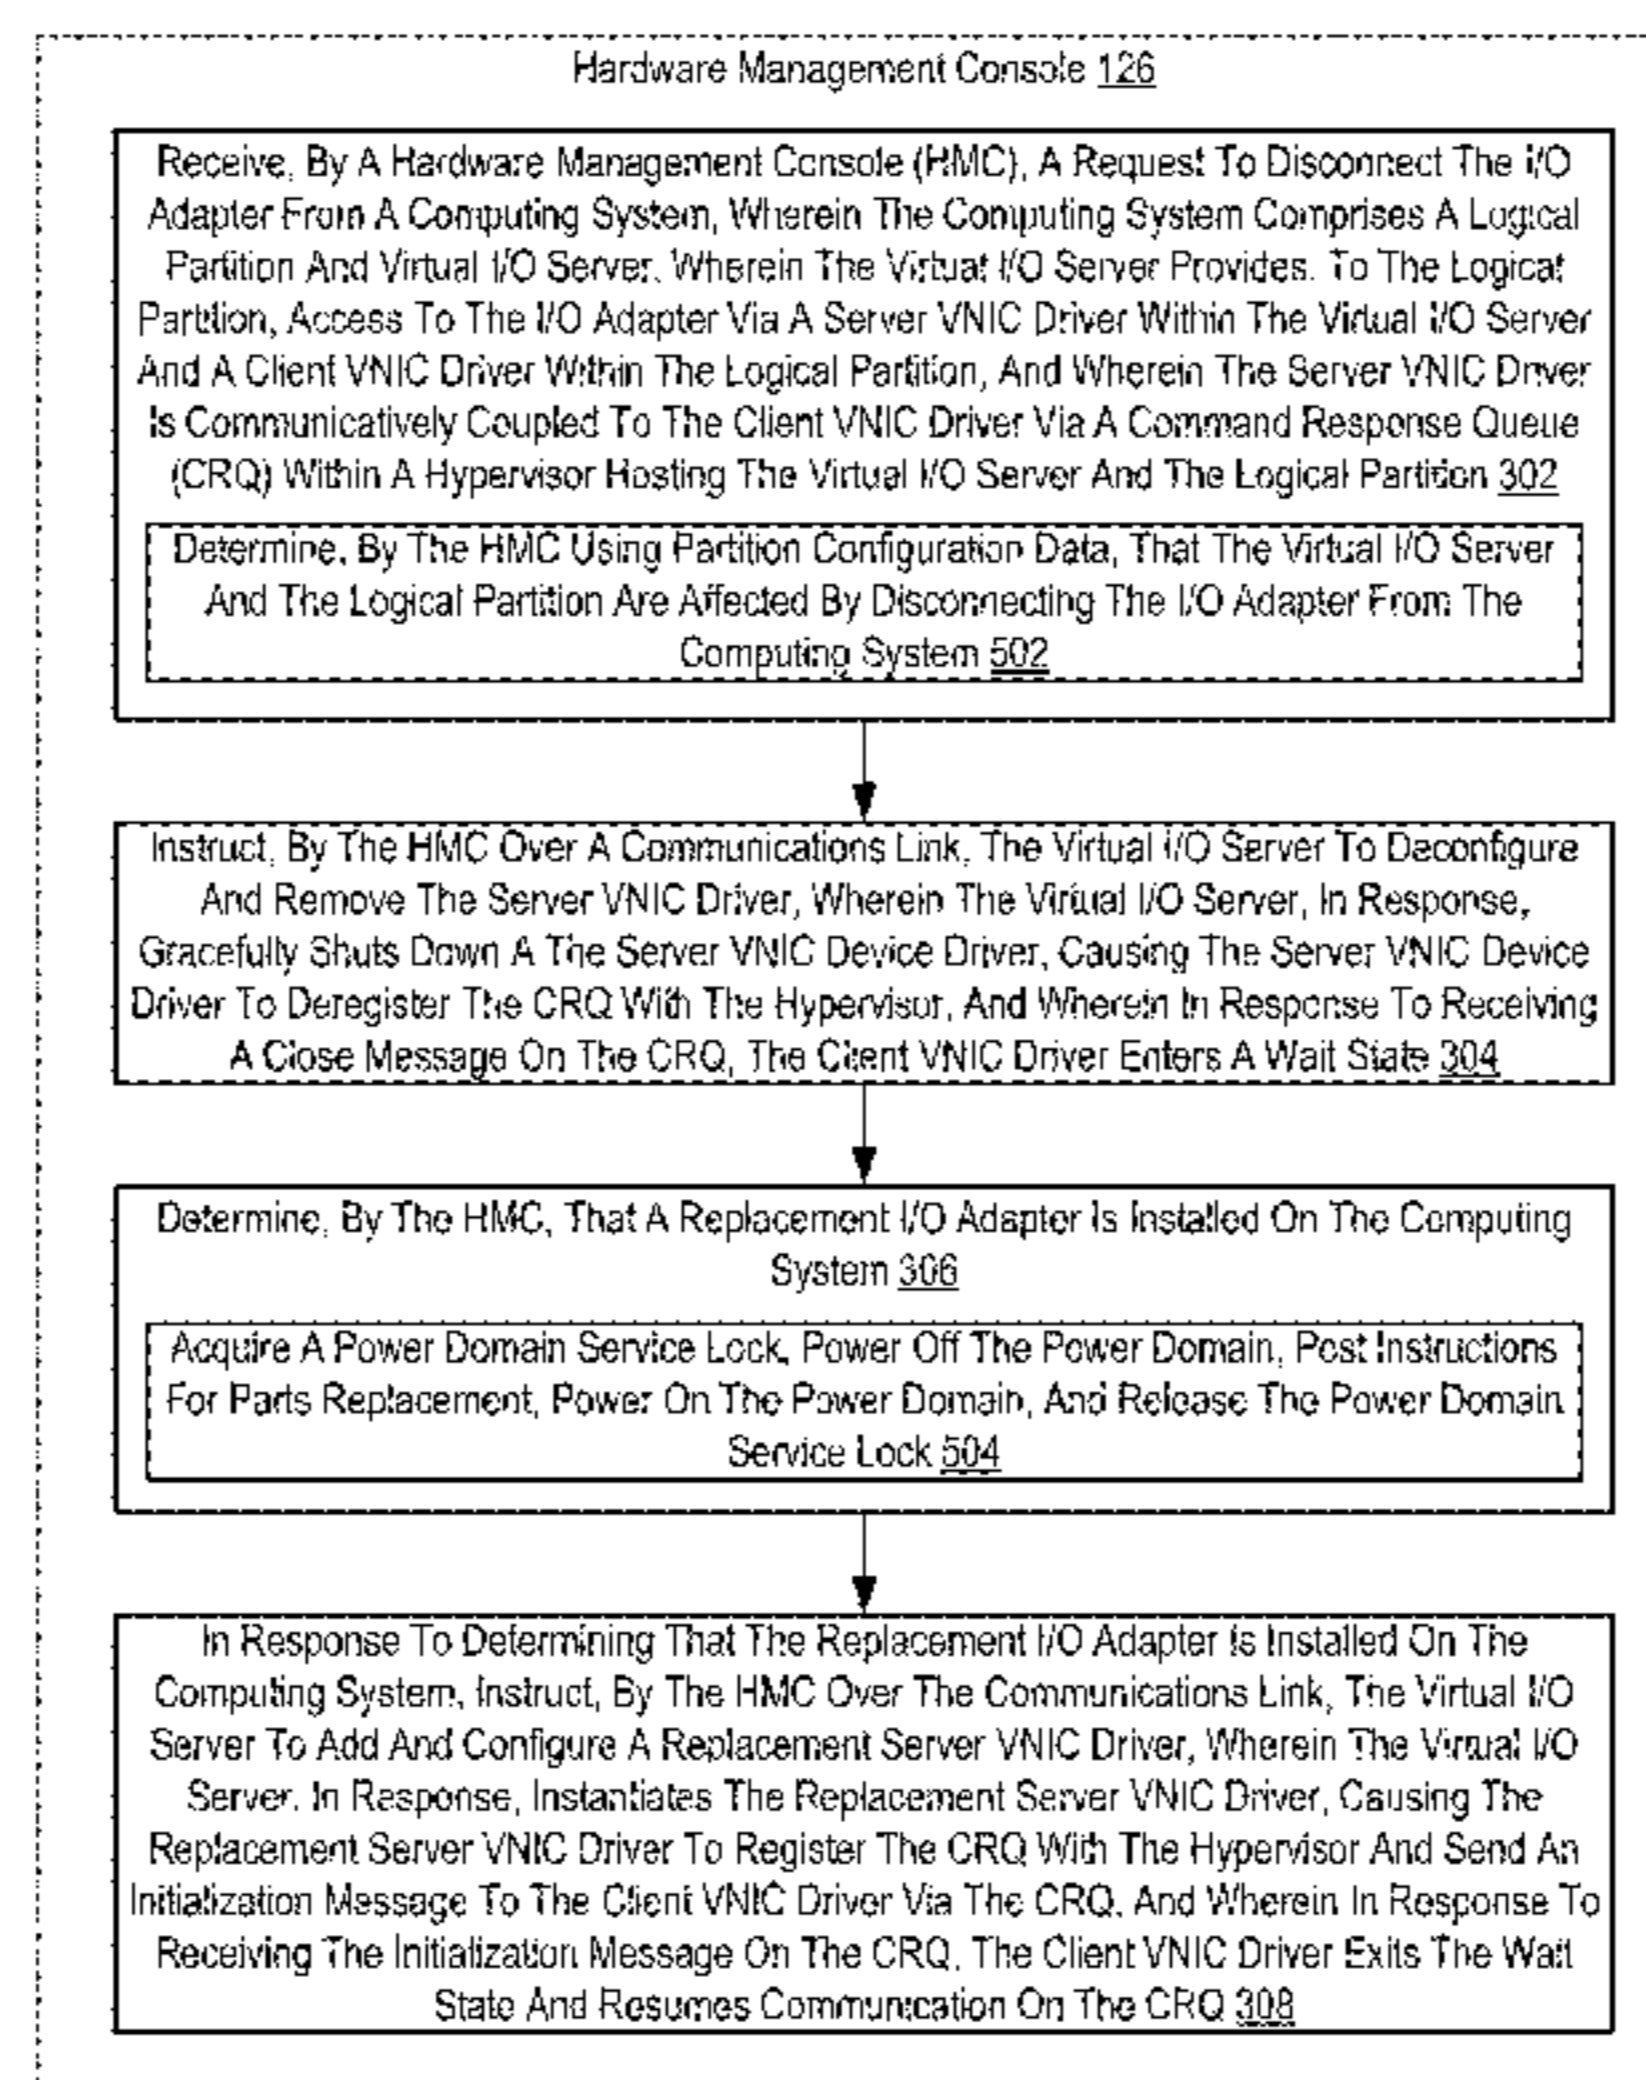 Hardware Management Console 126
Receive, By A Hardware Management Console (HMC), A Request To Disconnect The I/O
Adapter From A Computing System, Wherein The Computing System Comprises A Logical
Partition And Virtual I/O Server, Wherein The Virtual I/O Server Provides, To The Logical
Partition, Access To The I/O Adapter Via A Server VNIC Driver Within The Virtual I/O Server
And A Client VNIC Driver Within The Logical Partition, And Wherein The Server VNIC Driver
Is Communicatively Coupled To The Client VNIC Driver Via A Command Response Queue
(CRQ) Within A Hypervisor Hosting The Virtual I/O Server And The Logical Partition 302
Determine, By The HMC Using Partition Configuration Data, That The Virtual I/O Server
And The Logical Partition Are Affected By Disconnecting The I/O Adapter From The
Computing System 502
Instruct, By The HMC Over A Communications Link, The Virtual I/O Server To Deconfigure
And Remove The Server VNIC Driver, Wherein The Virtual I/O Server, In Response,
Gracefully Shuts Down A The Server VNIC Device Driver, Causing The Server VNIC Device
Driver To Deregister The CRQ With The Hypervisor, And Wherein In Response To Receiving
A Close Message On The CRQ, The Client VNIC Driver Enters A Wait State 304
Determine, By The HMC, That A Replacement I/O Adapter Is Installed On The Computing
System 306
Acquire A Power Domain Service Lock, Power Off The Power Domain, Post Instructions
For Parts Replacement, Power On The Power Domain, And Release The Power Domain
Service Lock 504
In Response To Determining That The Replacement I/O Adapter Is Installed On The
Computing System, Instruct, By The HMC Over The Communications Link, The Virtual I/O
Server To Add And Configure A Replacement Server VNIC Driver, Wherein The Virtual I/O
Server, In Response, Instantiates The Replacement Server VNIC Driver, Causing The
Replacement Server VNIC Driver To Register The CRQ With The Hypervisor And Send An
Initialization Message To The Client VNIC Driver Via The CRQ, And Wherein In Response To
Receiving The Initialization Message On The CRQ, The Client VNIC Driver Exits The Wait
State And Resumes Communication On The CRQ 308